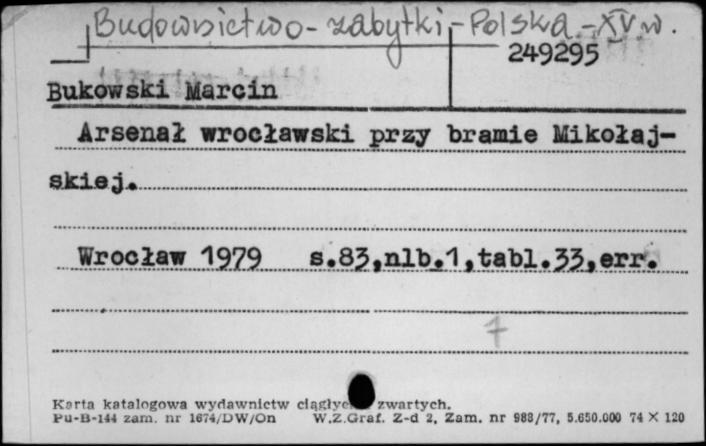 Budownictwo - zabytki - Polska - XV w.
249295
Bukowski Marcin
Arsenał wrocławski przy bramie Mikołaj-
skiej.
Wrocław 1979 s.83,nlb.1,tabl.33,err.
7
Karta katalogowa wydawnictw zwartych.
Pu-B-144 zam. nr 1674/DW/On W.Z.Graf. Z-d 2, Zam. nr 988/77, 5.650.000 74 X 120